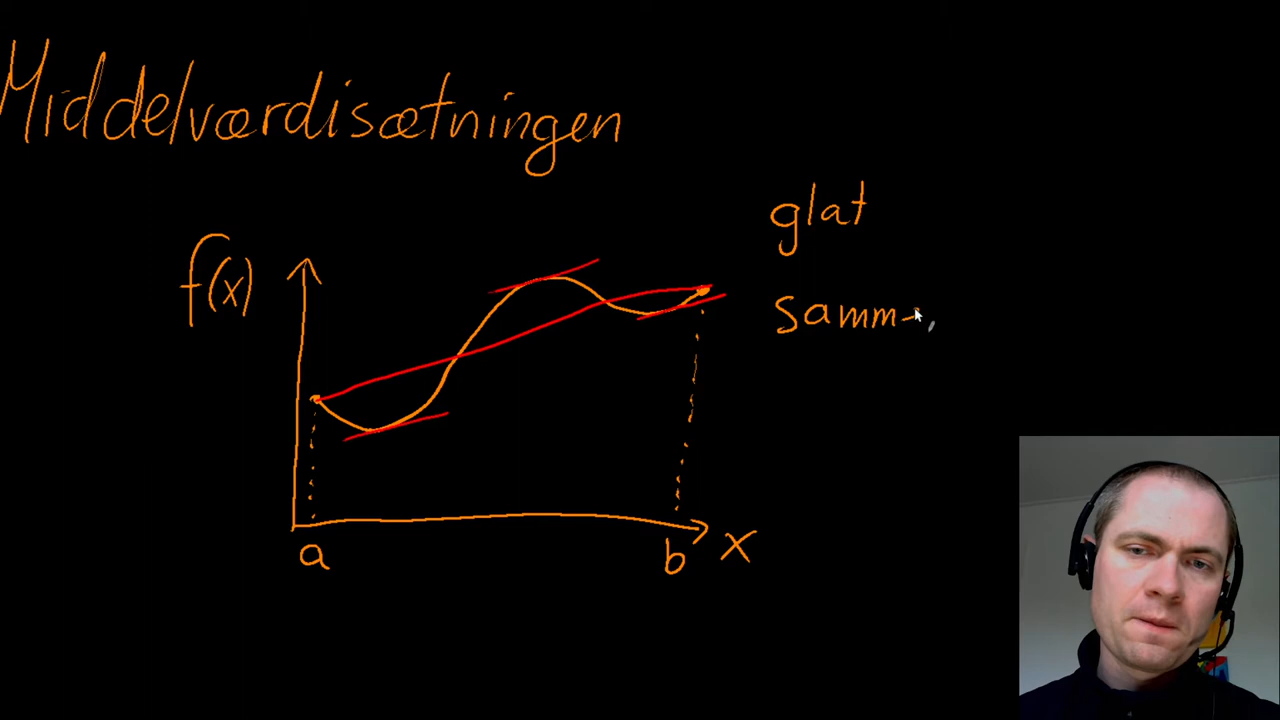 Middelværdisætningen
glat
f(x)
samm
a
b
x